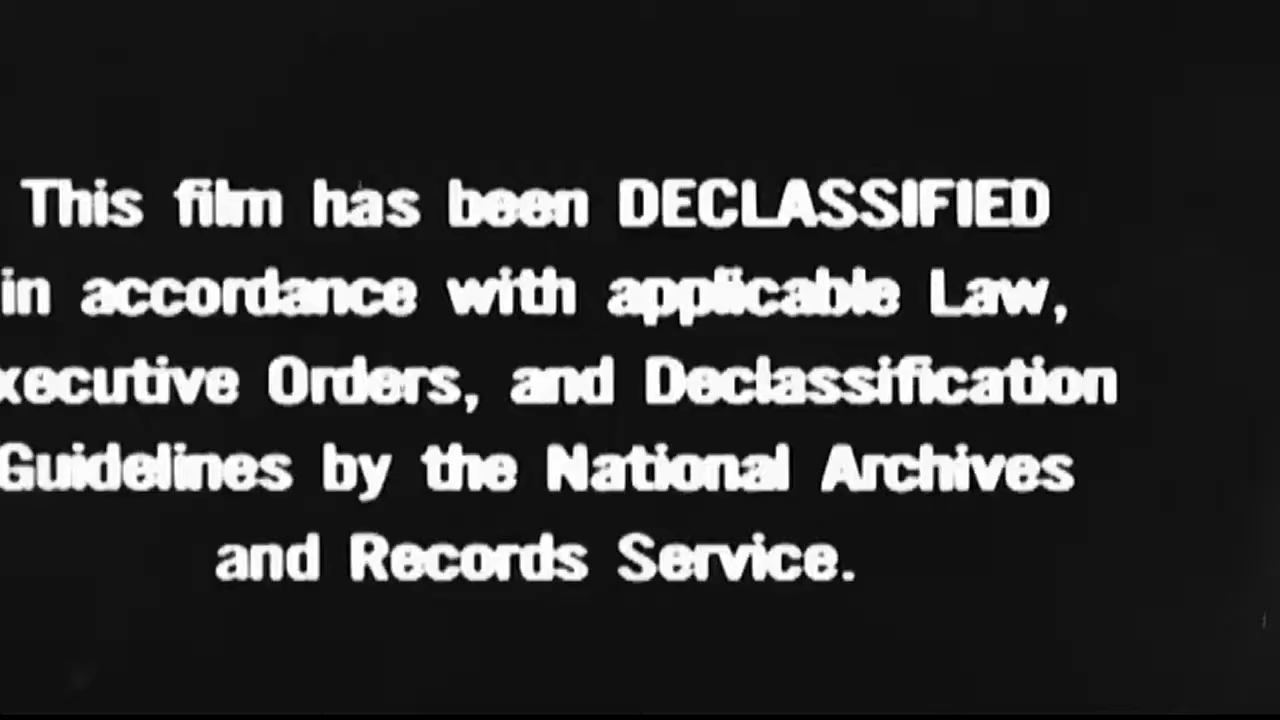 This film has been DECLASSIFIED
in accordance with applicable Law,
xecutive Orders, and Declassification
Guidelines by the National Archives
and Records Service.